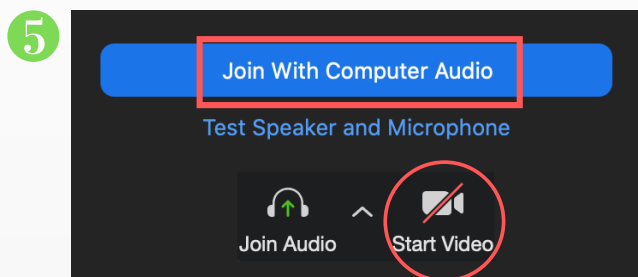 5
Join With Computer Audio
Test Speaker and Microphone
Join Audio Start Video